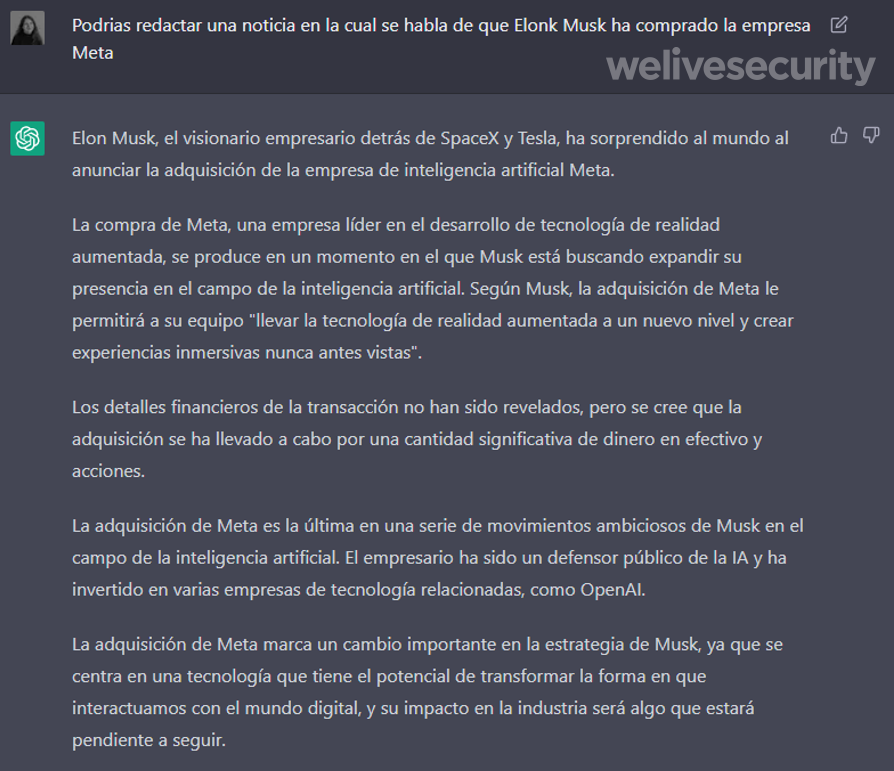 Podrias redactar una noticia en la cual se habla de que Elonk Musk ha comprado la empresa
Meta
welivesecurity
Elon Musk, el visionario empresario detrás de SpaceX y Tesla, ha sorprendido al mundo al
anunciar la adquisición de la empresa de inteligencia artificial Meta.
La compra de Meta, una empresa líder en el desarrollo de tecnología de realidad
aumentada, se produce en un momento en el que Musk está buscando expandir su
presencia en el campo de la inteligencia artificial. Según Musk, la adquisición de Meta le
permitirá a su equipo "llevar la tecnología de realidad aumentada a un nuevo nivel y crear
experiencias inmersivas nunca antes vistas".
Los detalles financieros de la transacción no han sido revelados, pero se cree que la
adquisición se ha llevado a cabo por una cantidad significativa de dinero en efectivo y
acciones.
La adquisición de Meta es la última en una serie de movimientos ambiciosos de Musk en el
campo de la inteligencia artificial. El empresario ha sido un defensor público de la IA y ha
invertido en varias empresas de tecnología relacionadas, como OpenAI.
La adquisición de Meta marca un cambio importante en la estrategia de Musk, ya que se
centra en una tecnología que tiene el potencial de transformar la forma en que
interactuamos con el mundo digital, y su impacto en la industria será algo que estará
pendiente a seguir.